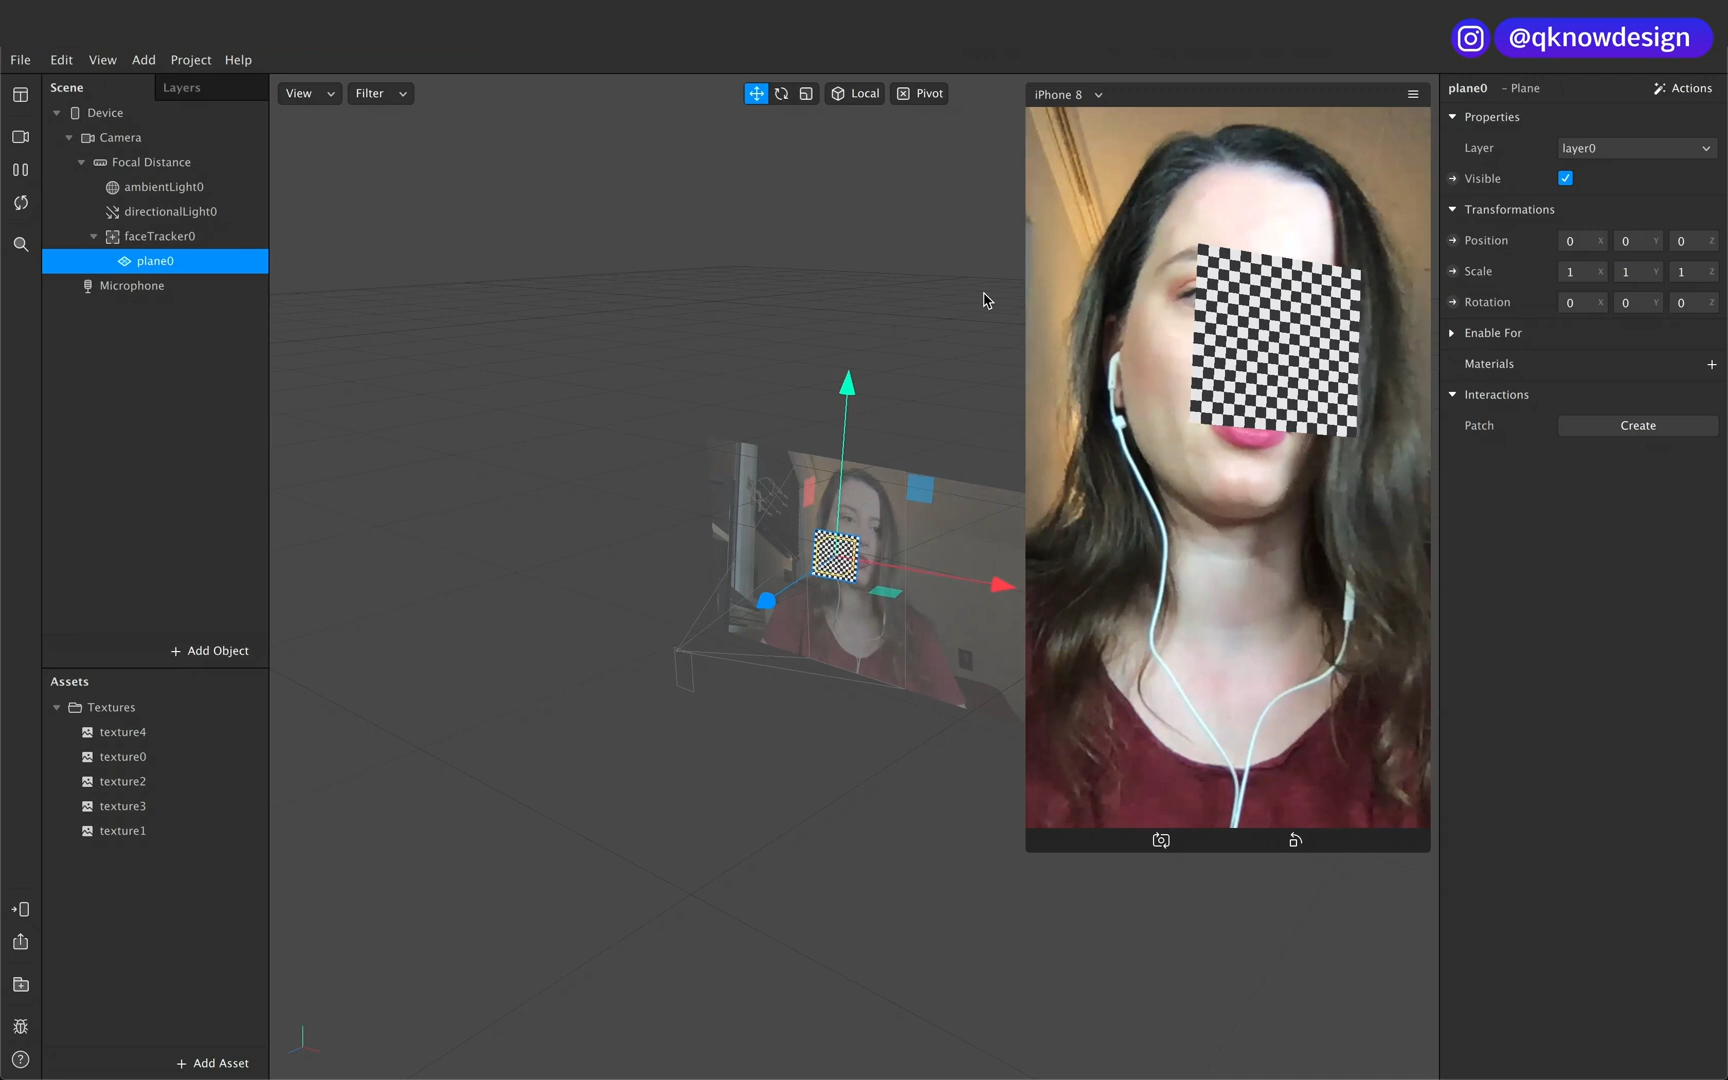 @qknowdesign
File Edit View Add Project Help
Scene Layers
Device
Camera
Focal Distance
ambientLight0
directionalLight0
faceTracker0
plane0
Microphone
+ Add Object
Assets
Textures
texture4
texture0
texture2
texture3
texture1
+ Add Asset
View Filter Local Pivot
iPhone 8
plane0 - Plane Actions
Properties
Layer layer0
Visible
Transformations
Position 0 X 0 Y 0 Z
Scale 1 X 1 Y 1 Z
Rotation 0 X 0 Y 0 Z
Enable For
Materials +
Interactions
Patch Create